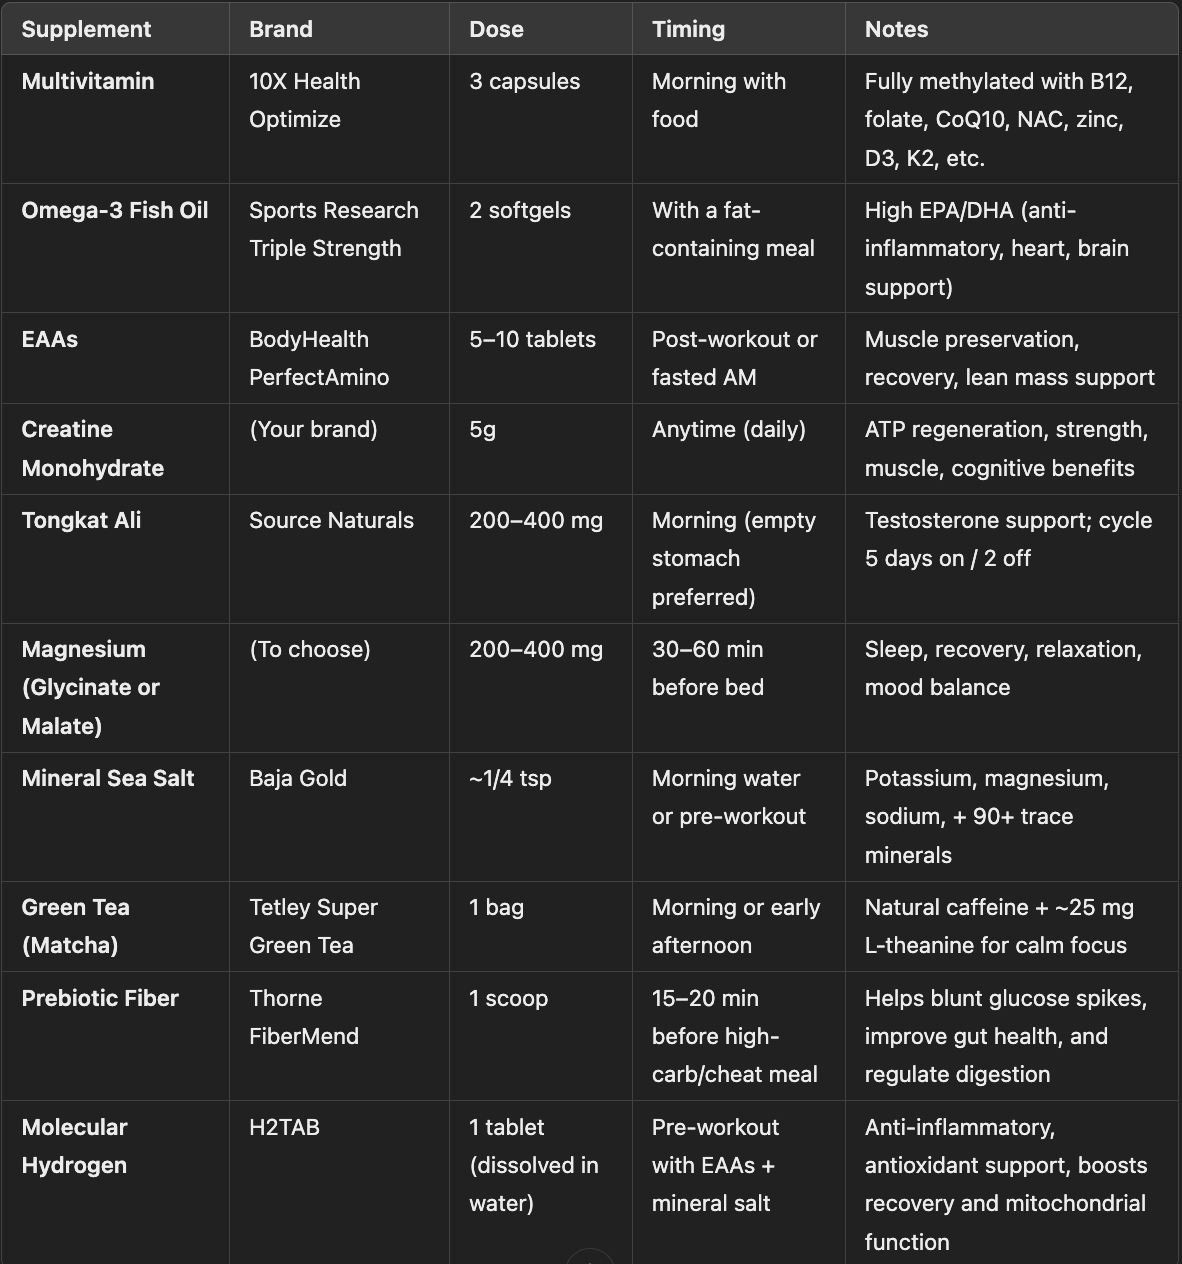 Supplement Brand Dose Timing Notes
Multivitamin 10X Health 3 capsules Morning with Fully methylated with B12,
Optimize food folate, CoQ10, NAC, zinc,
D3, K2, etc.
Omega-3 Fish Oil Sports Research 2 softgels With a fat- High EPA/DHA (anti-
Triple Strength containing meal inflammatory, heart, brain
support)
EAAs BodyHealth 5–10 tablets Post-workout or Muscle preservation,
PerfectAmino fasted AM recovery, lean mass support
Creatine (Your brand) 5g Anytime (daily) ATP regeneration, strength,
Monohydrate muscle, cognitive benefits
Tongkat Ali Source Naturals 200–400 mg Morning (empty Testosterone support; cycle
stomach 5 days on / 2 off
preferred)
Magnesium (To choose) 200–400 mg 30–60 min Sleep, recovery, relaxation,
(Glycinate or before bed mood balance
Malate)
Mineral Sea Salt Baja Gold ~1/4 tsp Morning water Potassium, magnesium,
or pre-workout sodium, + 90+ trace
minerals
Green Tea Tetley Super 1 bag Morning or early Natural caffeine + ~25 mg
(Matcha) Green Tea afternoon L-theanine for calm focus
Prebiotic Fiber Thorne 1 scoop 15–20 min Helps blunt glucose spikes,
FiberMend before high- improve gut health, and
carb/cheat meal regulate digestion
Molecular H2TAB 1 tablet Pre-workout Anti-inflammatory,
Hydrogen (dissolved in with EAAs + antioxidant support, boosts
water) mineral salt recovery and mitochondrial
function